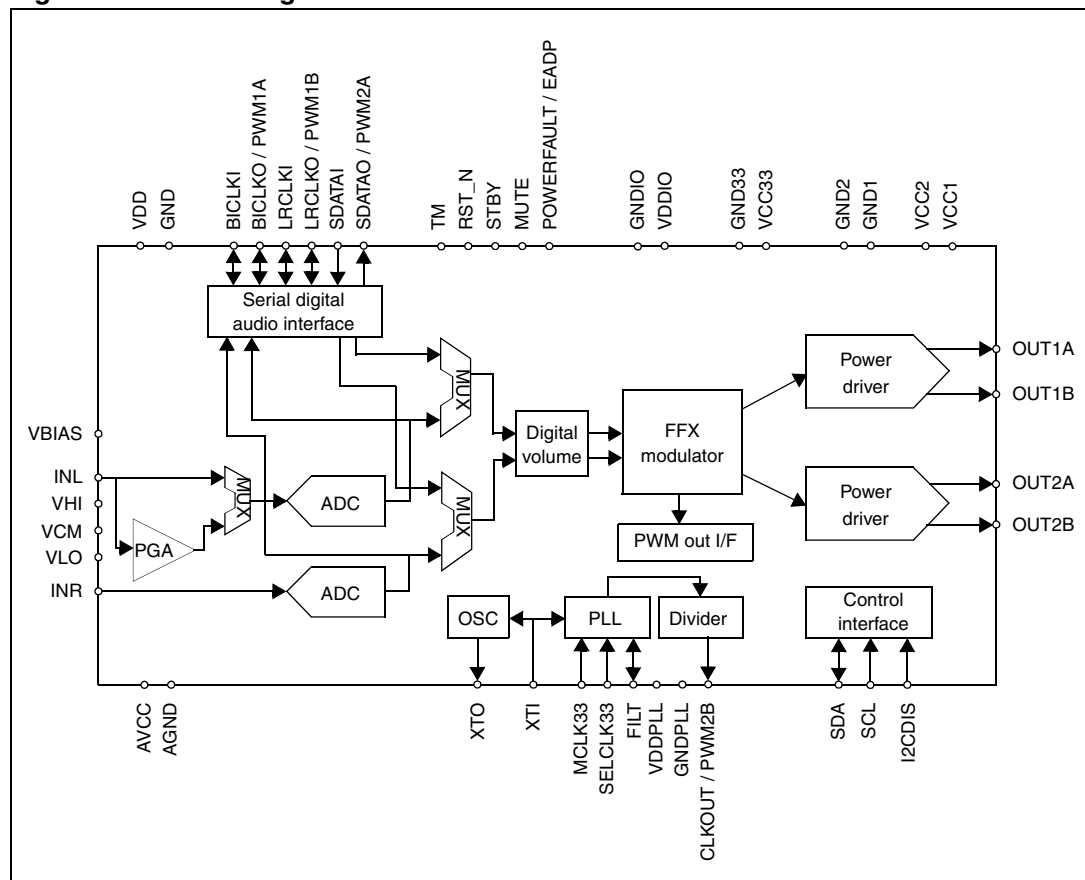 VDD
GND
BICLKI
BICLKO / PWM1A
LRCLKI
LRCLKO / PWM1B
SDATAI
SDATAO / PWM2A
TM
RST_N
STBY
MUTE
POWERFAULT / EADP
GNDIO
VDDIO
GND33
VCC33
GND2
GND1
VCC2
VCC1
Serial digital
audio interface
MUX
Power
driver
OUT1A
OUT1B
VBIAS
INL
VHI
VCM
VLO
INR
MUX
PGA
ADC
ADC
MUX
Digital
volume
FFX
modulator
PWM out I/F
Power
driver
OUT2A
OUT2B
OSC
PLL
Divider
Control
interface
AVCC
AGND
XTO
XTI
MCLK33
SELCLK33
FILT
VDDPLL
GNDPLL
CLKOUT / PWM2B
SDA
SCL
I2CDIS